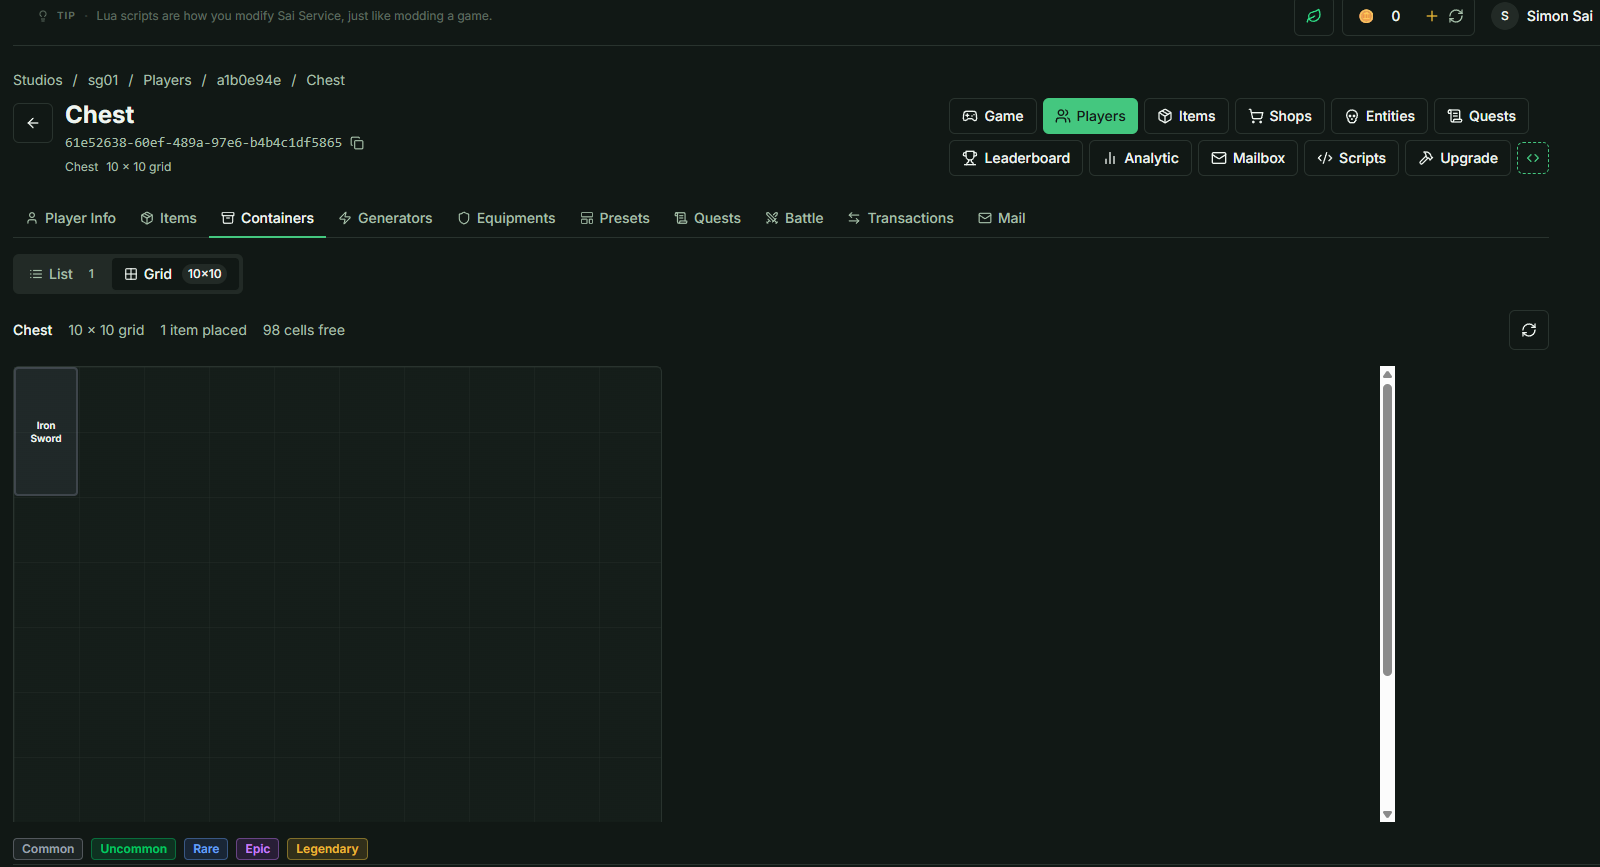 TIP · Lua scripts are how you modify Sai Service, just like modding a game.
0
S Simon Sai
Studios / sg01 / Players / a1b0e94e / Chest
Chest
61e52638-60ef-489a-97e6-b4b4c1df5865
Chest 10 × 10 grid
Game Players Items Shops Entities Quests
Leaderboard Analytic Mailbox Scripts Upgrade
Player Info Items Containers Generators Equipments Presets Quests Battle Transactions Mail
List 1 Grid 10×10
Chest 10 × 10 grid 1 item placed 98 cells free
Iron
Sword
Common Uncommon Rare Epic Legendary